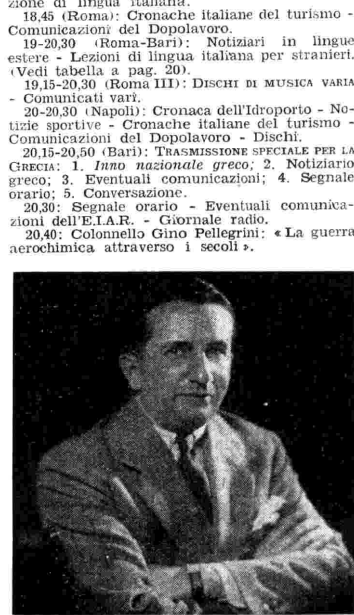 zione di lingua italiana.
18,45 (Roma): Cronache italiane del turismo -
Comunicazioni del Dopolavoro.
19-20,30 (Roma-Bari): Notiziari in lingue
estere - Lezioni di lingua italiana per stranieri.
(Vedi tabella a pag. 20).
19,15-20,30 (Roma III): DISCHI DI MUSICA VARIA
- Comunicati vari.
20-20,30 (Napoli): Cronaca dell'Idroporto - No-
tizie sportive - Cronache italiane del turismo -
Comunicazioni del Dopolavoro - Dischi.
20,15-20,50 (Bari): TRASMISSIONE SPECIALE PER LA
GRECIA: 1. Inno nazionale greco; 2. Notiziario
greco; 3. Eventuali comunicazioni; 4. Segnale
orario; 5. Conversazione.
20,30: Segnale orario - Eventuali comunica-
zioni dell'E.I.A.R. - Giornale radio.
20,40: Colonnello Gino Pellegrini: « La guerra
aerochimica attraverso i secoli ».